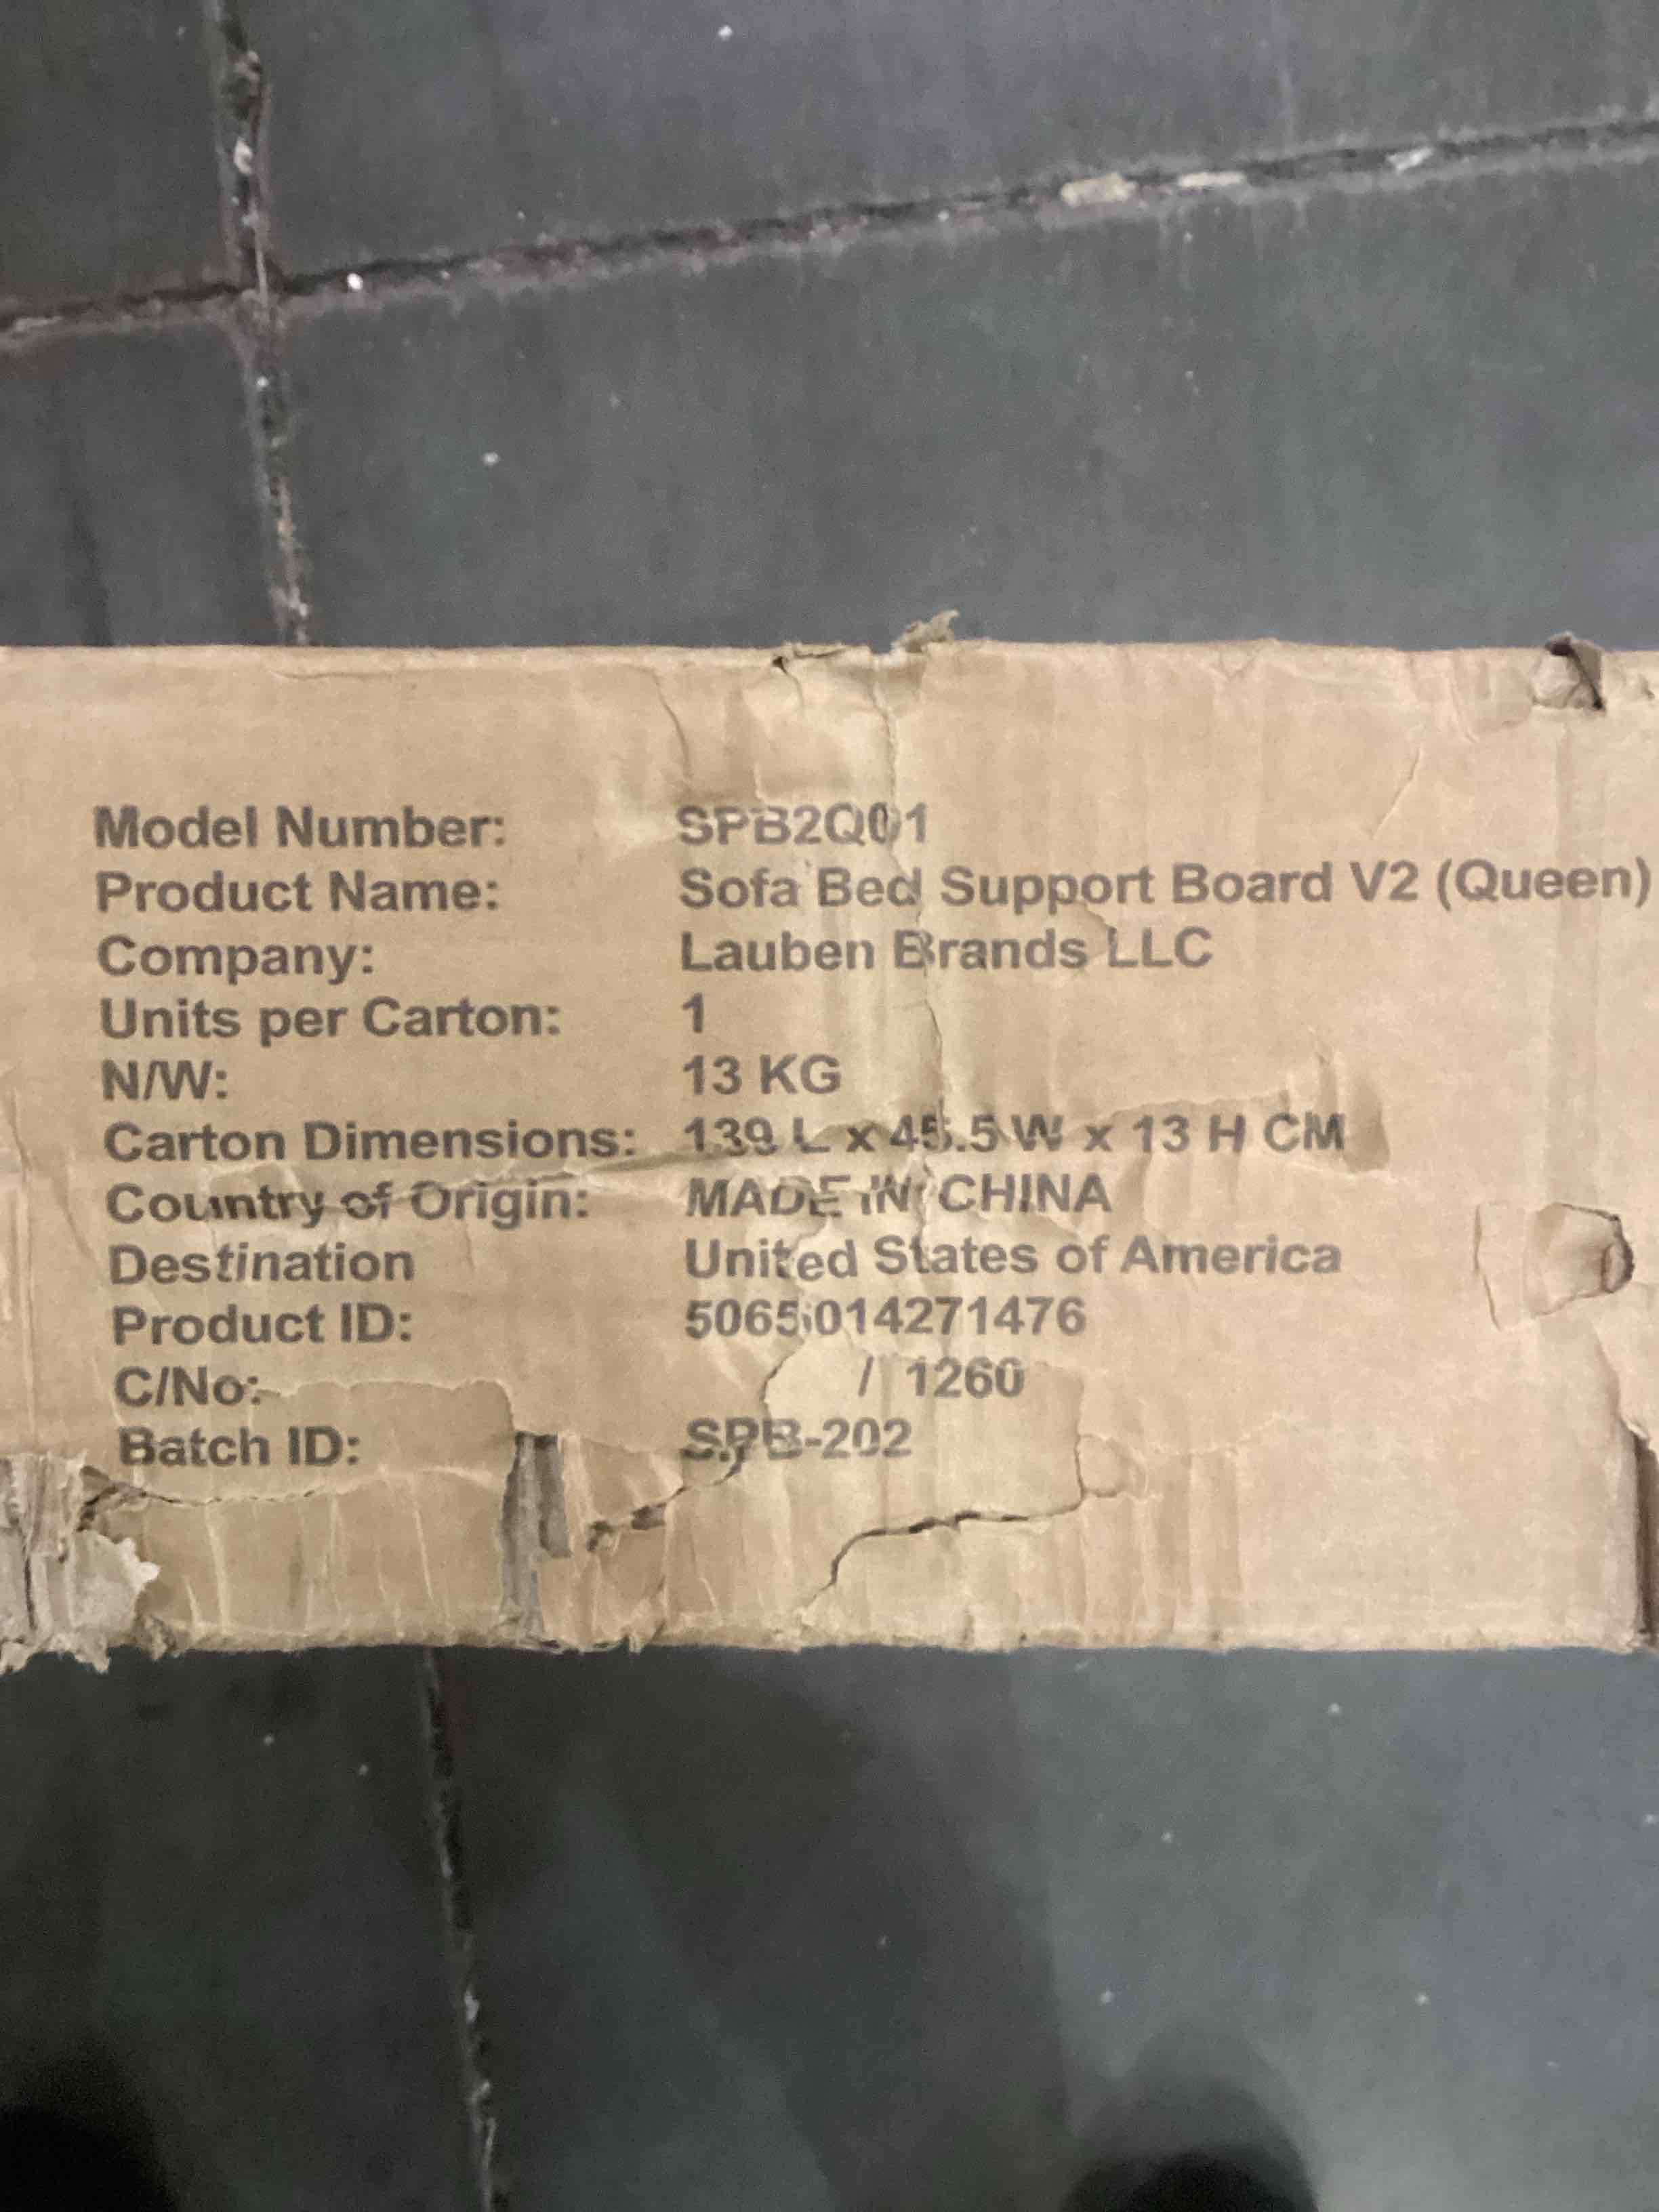 Model Number: SPB2Q01
Product Name: Sofa Bed Support Board V2 (Queen)
Company: Lauben Brands LLC
Units per Carton: 1
N/W: 13 KG
Carton Dimensions: 139 L x 45.5 W x 13 H CM
Country of Origin: MADE IN CHINA
Destination United States of America
Product ID: 5065014271476
C/No: / 1260
Batch ID: SPB-202